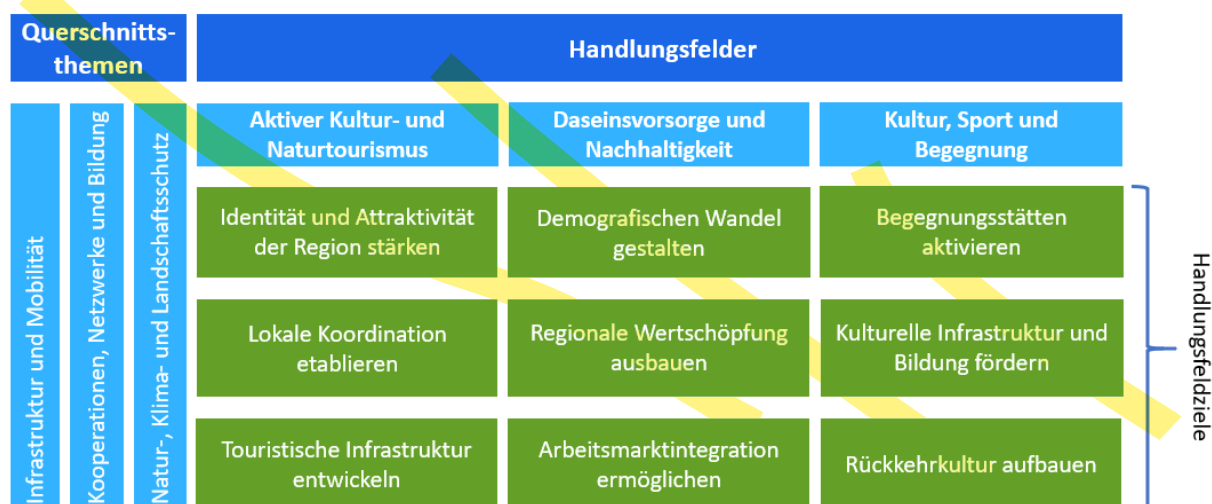 Querschnitts-
themen
Handlungsfelder
Infrastruktur und Mobilität
Kooperationen, Netzwerke und Bildung
Natur-, Klima- und Landschaftsschutz
Aktiver Kultur- und
Naturtourismus
Daseinsvorsorge und
Nachhaltigkeit
Kultur, Sport und
Begegnung
Identität und Attraktivität
der Region stärken
Demografischen Wandel
gestalten
Begegnungsstätten
aktivieren
Lokale Koordination
etablieren
Regionale Wertschöpfung
ausbauen
Kulturelle Infrastruktur und
Bildung fördern
Touristische Infrastruktur
entwickeln
Arbeitsmarktintegration
ermöglichen
Rückkehrkultur aufbauen
Handlungsfeldziele